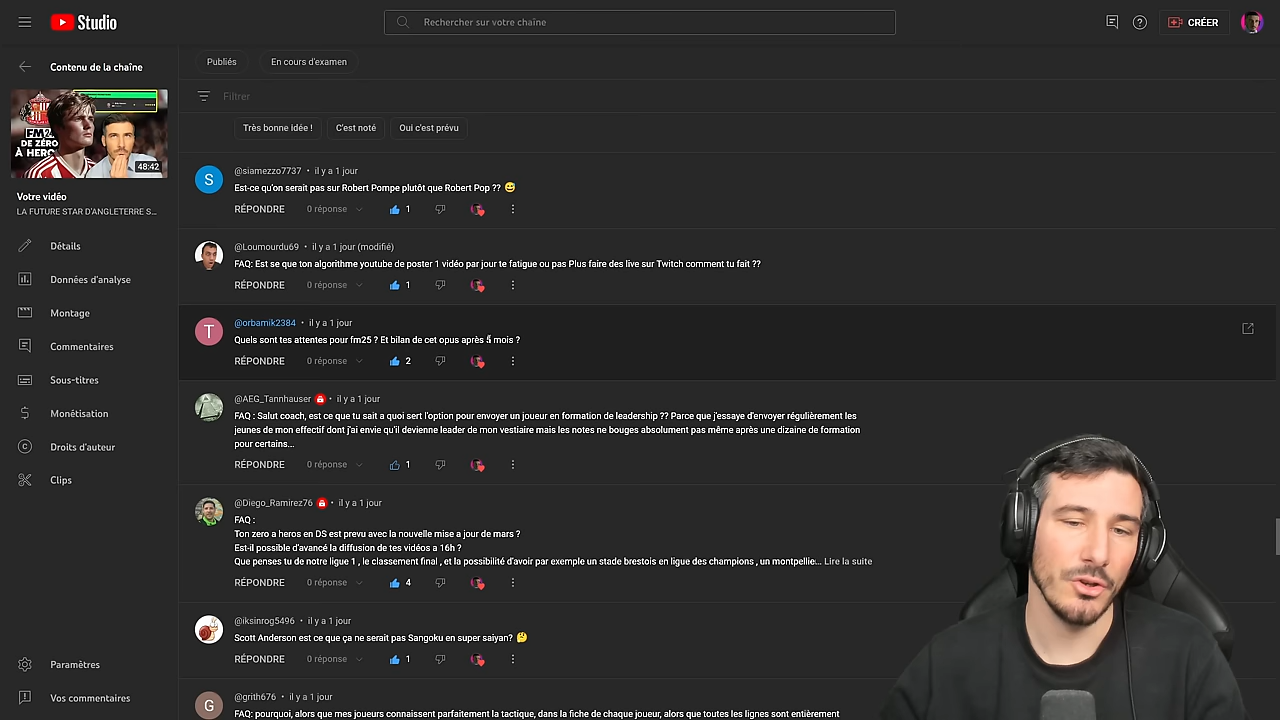 Studio
Rechercher sur votre chaîne
CRÉER
Contenu de la chaîne
FM24
DE ZÉRO
À HERO
48:42
Votre vidéo
LA FUTURE STAR D'ANGLETERRE S...
Détails
Données d'analyse
Montage
Commentaires
Sous-titres
Monétisation
Droits d'auteur
Clips
Paramètres
Vos commentaires
Publiés
En cours d'examen
Filtrer
Très bonne idée !
C'est noté
Oui c'est prévu
S
@siamezzo7737 • il y a 1 jour
Est-ce qu'on serait pas sur Robert Pompe plutôt que Robert Pop ?? 😅
RÉPONDRE 0 réponse 1
@Loumourdu69 • il y a 1 jour (modifié)
FAQ: Est se que ton algorithme youtube de poster 1 vidéo par jour te fatigue ou pas Plus faire des live sur Twitch comment tu fait ??
RÉPONDRE 0 réponse 1
T
@orbamik2384 • il y a 1 jour
Quels sont tes attentes pour fm25 ? Et bilan de cet opus après 5 mois ?
RÉPONDRE 0 réponse 2
@AEG_Tannhauser • il y a 1 jour
FAQ : Salut coach, est ce que tu sait a quoi sert l'option pour envoyer un joueur en formation de leadership ?? Parce que j'essaye d'envoyer régulièrement les
jeunes de mon effectif dont j'ai envie qu'il devienne leader de mon vestiaire mais les notes ne bouges absolument pas même après une dizaine de formation
pour certains...
RÉPONDRE 0 réponse 1
@Diego_Ramirez76 • il y a 1 jour
FAQ :
Ton zero a heros en DS est prevu avec la nouvelle mise a jour de mars ?
Est-il possible d'avancé la diffusion de tes vidéos a 16h ?
Que penses tu de notre ligue 1 , le classement final , et la possibilité d'avoir par exemple un stade brestois en ligue des champions , un montpellie... Lire la suite
RÉPONDRE 0 réponse 4
@iksinrog5496 • il y a 1 jour
Scott Anderson est ce que ça ne serait pas Sangoku en super saiyan? 🤔
RÉPONDRE 0 réponse 1
G
@grith676 • il y a 1 jour
FAQ: pourquoi, alors que mes joueurs connaissent parfaitement la tactique, dans la fiche de chaque joueur, alors que toutes les lignes sont entièrement